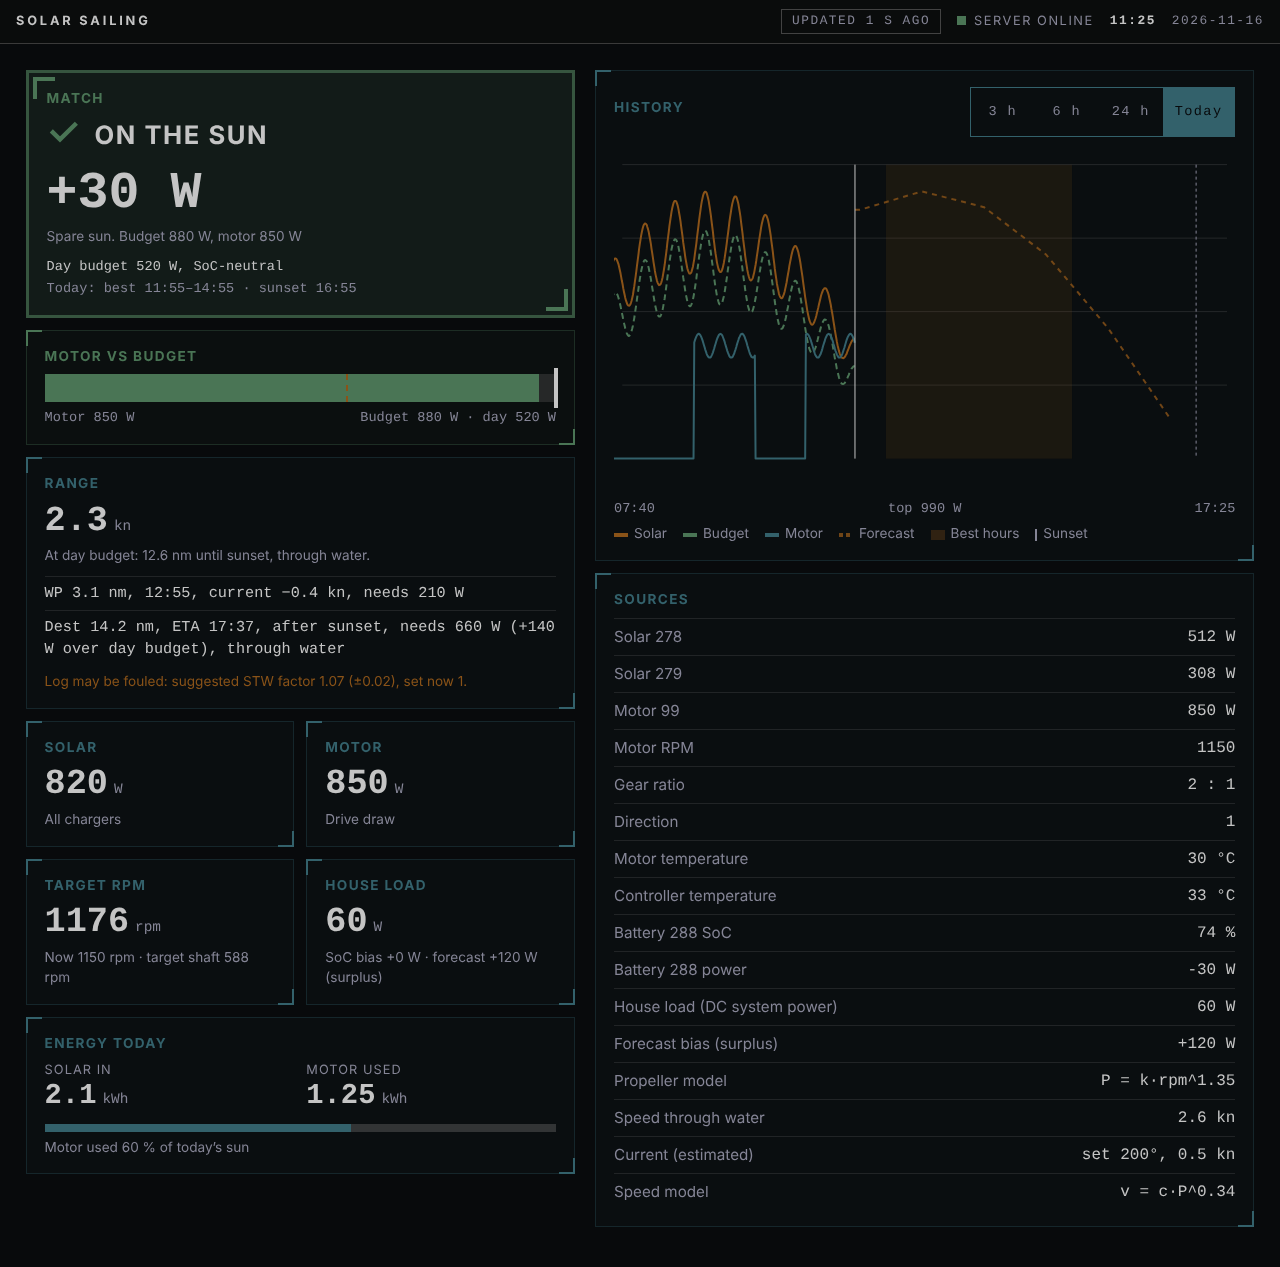 SOLAR SAILING
UPDATED 1 S AGO
SERVER ONLINE
11:25
2026-11-16
MATCH
ON THE SUN
+30 W
Spare sun. Budget 880 W, motor 850 W
Day budget 520 W, SoC-neutral
Today: best 11:55–14:55 · sunset 16:55
MOTOR VS BUDGET
Motor 850 W
Budget 880 W · day 520 W
RANGE
2.3 kn
At day budget: 12.6 nm until sunset, through water.
WP 3.1 nm, 12:55, current −0.4 kn, needs 210 W
Dest 14.2 nm, ETA 17:37, after sunset, needs 660 W (+140
W over day budget), through water
Log may be fouled: suggested STW factor 1.07 (±0.02), set now 1.
SOLAR
820 W
All chargers
MOTOR
850 W
Drive draw
TARGET RPM
1176 rpm
Now 1150 rpm · target shaft 588
rpm
HOUSE LOAD
60 W
SoC bias +0 W · forecast +120 W
(surplus)
ENERGY TODAY
SOLAR IN
2.1 kWh
MOTOR USED
1.25 kWh
Motor used 60 % of today's sun
HISTORY
3 h
6 h
24 h
Today
07:40
top 990 W
17:25
Solar
Budget
Motor
Forecast
Best hours
Sunset
SOURCES
Solar 278 512 W
Solar 279 308 W
Motor 99 850 W
Motor RPM 1150
Gear ratio 2 : 1
Direction 1
Motor temperature 30 °C
Controller temperature 33 °C
Battery 288 SoC 74 %
Battery 288 power -30 W
House load (DC system power) 60 W
Forecast bias (surplus) +120 W
Propeller model P = k·rpm^1.35
Speed through water 2.6 kn
Current (estimated) set 200°, 0.5 kn
Speed model v = c·P^0.34